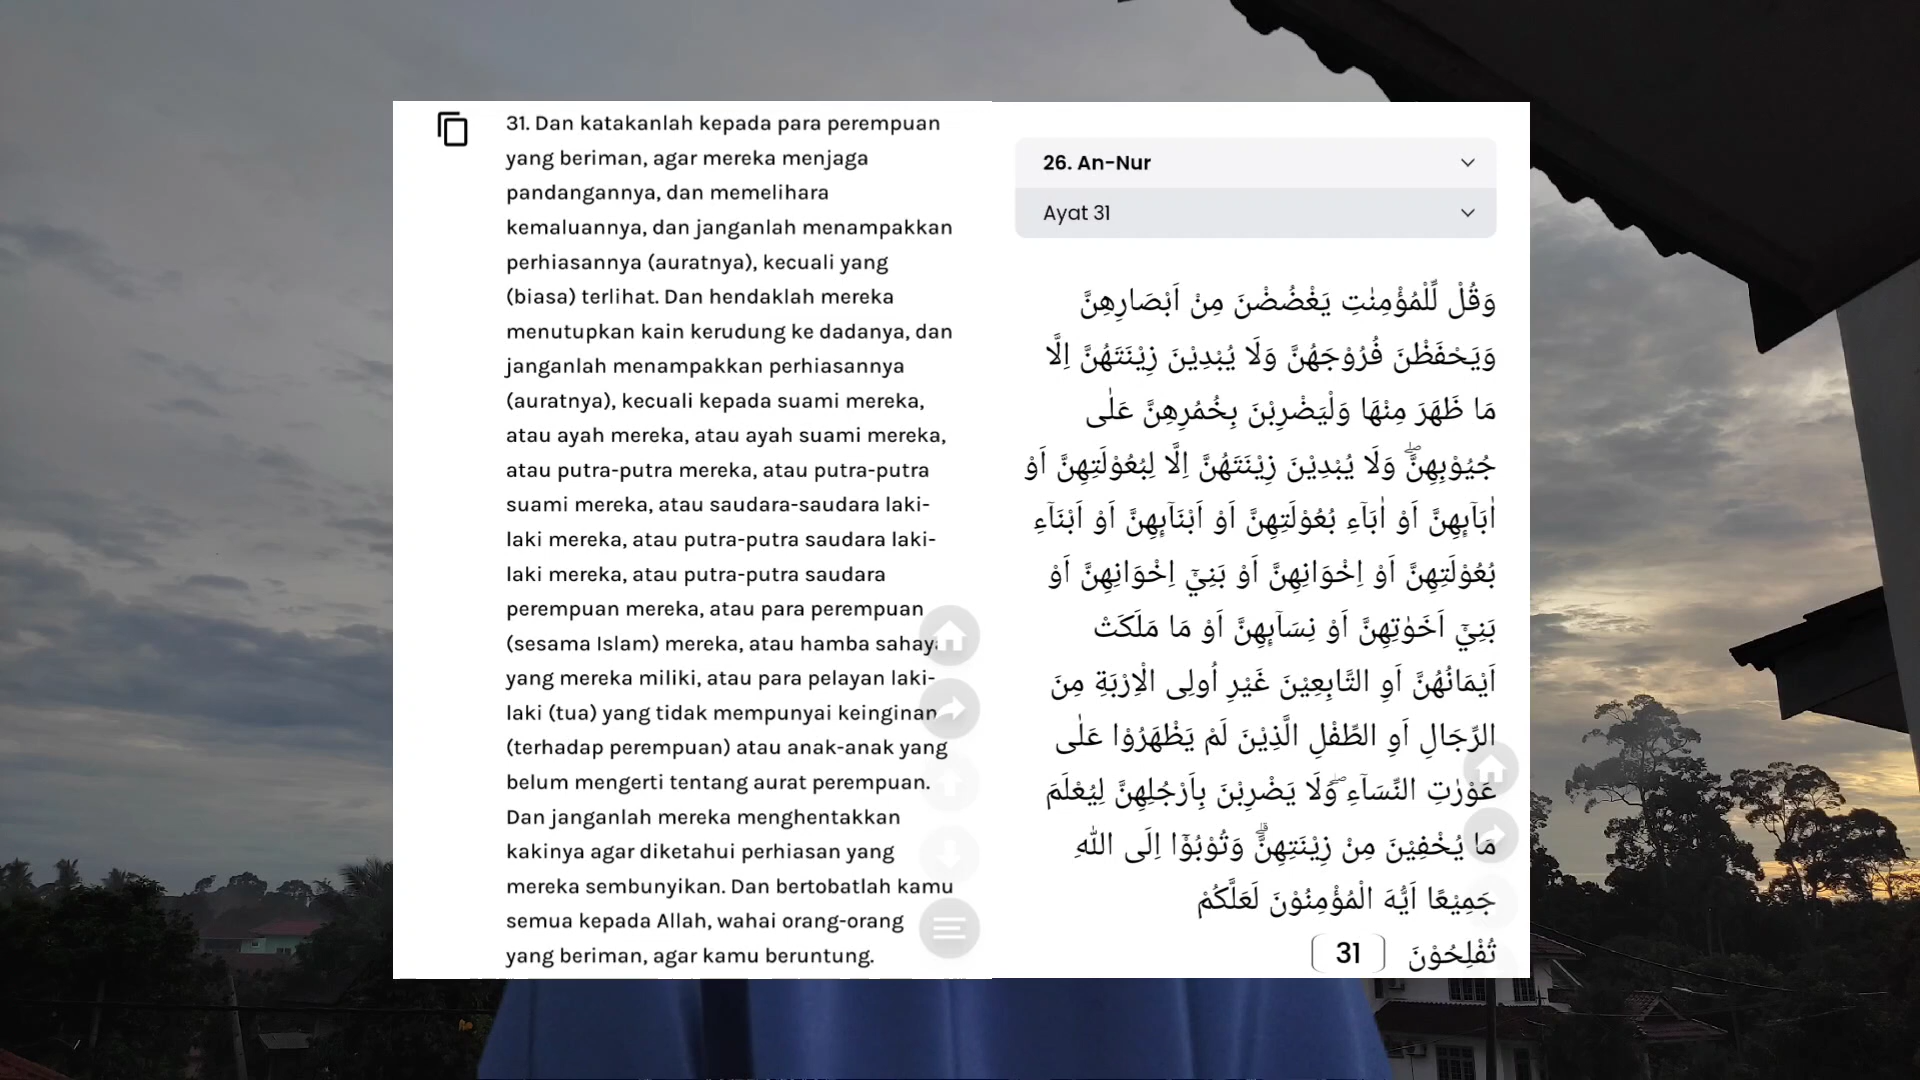 31. Dan katakanlah kepada para perempuan
yang beriman, agar mereka menjaga
pandangannya, dan memelihara
kemaluannya, dan janganlah menampakkan
perhiasannya (auratnya), kecuali yang
(biasa) terlihat. Dan hendaklah mereka
menutupkan kain kerudung ke dadanya, dan
janganlah menampakkan perhiasannya
(auratnya), kecuali kepada suami mereka,
atau ayah mereka, atau ayah suami mereka,
atau putra-putra mereka, atau putra-putra
suami mereka, atau saudara-saudara laki-
laki mereka, atau putra-putra saudara laki-
laki mereka, atau putra-putra saudara
perempuan mereka, atau para perempuan
(sesama Islam) mereka, atau hamba sahaya
yang mereka miliki, atau para pelayan laki-
laki (tua) yang tidak mempunyai keinginan
(terhadap perempuan) atau anak-anak yang
belum mengerti tentang aurat perempuan.
Dan janganlah mereka menghentakkan
kakinya agar diketahui perhiasan yang
mereka sembunyikan. Dan bertobatlah kamu
semua kepada Allah, wahai orang-orang
yang beriman, agar kamu beruntung.
26. An-Nur
Ayat 31
وَقُلْ لِّلْمُؤْمِنٰتِ يَغْضُضْنَ مِنْ اَبْصَارِهِنَّ
وَيَحْفَظْنَ فُرُوْجَهُنَّ وَلَا يُبْدِيْنَ زِيْنَتَهُنَّ اِلَّا
مَا ظَهَرَ مِنْهَا وَلْيَضْرِبْنَ بِخُمُرِهِنَّ عَلٰى
جُيُوْبِهِنَّۖ وَلَا يُبْدِيْنَ زِيْنَتَهُنَّ اِلَّا لِبُعُوْلَتِهِنَّ اَوْ
اٰبَاۤىِٕهِنَّ اَوْ اٰبَاۤءِ بُعُوْلَتِهِنَّ اَوْ اَبْنَاۤىِٕهِنَّ اَوْ اَبْنَاۤءِ
بُعُوْلَتِهِنَّ اَوْ اِخْوَانِهِنَّ اَوْ بَنِيْٓ اِخْوَانِهِنَّ اَوْ
بَنِيْٓ اَخَوٰتِهِنَّ اَوْ نِسَاۤىِٕهِنَّ اَوْ مَا مَلَكَتْ
اَيْمَانُهُنَّ اَوِ التَّابِعِيْنَ غَيْرِ اُولِى الْاِرْبَةِ مِنَ
الرِّجَالِ اَوِ الطِّفْلِ الَّذِيْنَ لَمْ يَظْهَرُوْا عَلٰى
عَوْرٰتِ النِّسَاۤءِۖ وَلَا يَضْرِبْنَ بِاَرْجُلِهِنَّ لِيُعْلَمَ
مَا يُخْفِيْنَ مِنْ زِيْنَتِهِنَّۗ وَتُوْبُوْٓا اِلَى اللّٰهِ
جَمِيْعًا اَيُّهَ الْمُؤْمِنُوْنَ لَعَلَّكُمْ
تُفْلِحُوْنَ 31